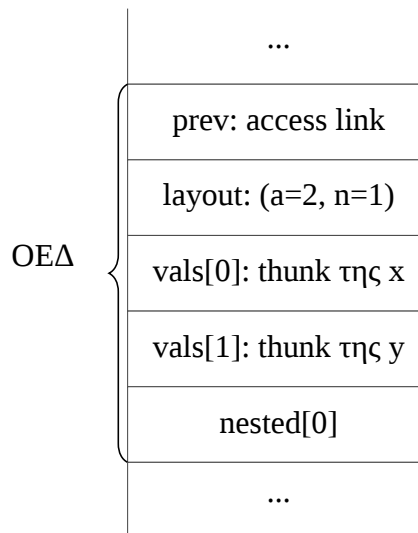 ...
prev: access link
layout: (a=2, n=1)
ΟΕΔ
vals[0]: thunk της x
vals[1]: thunk της y
nested[0]
...